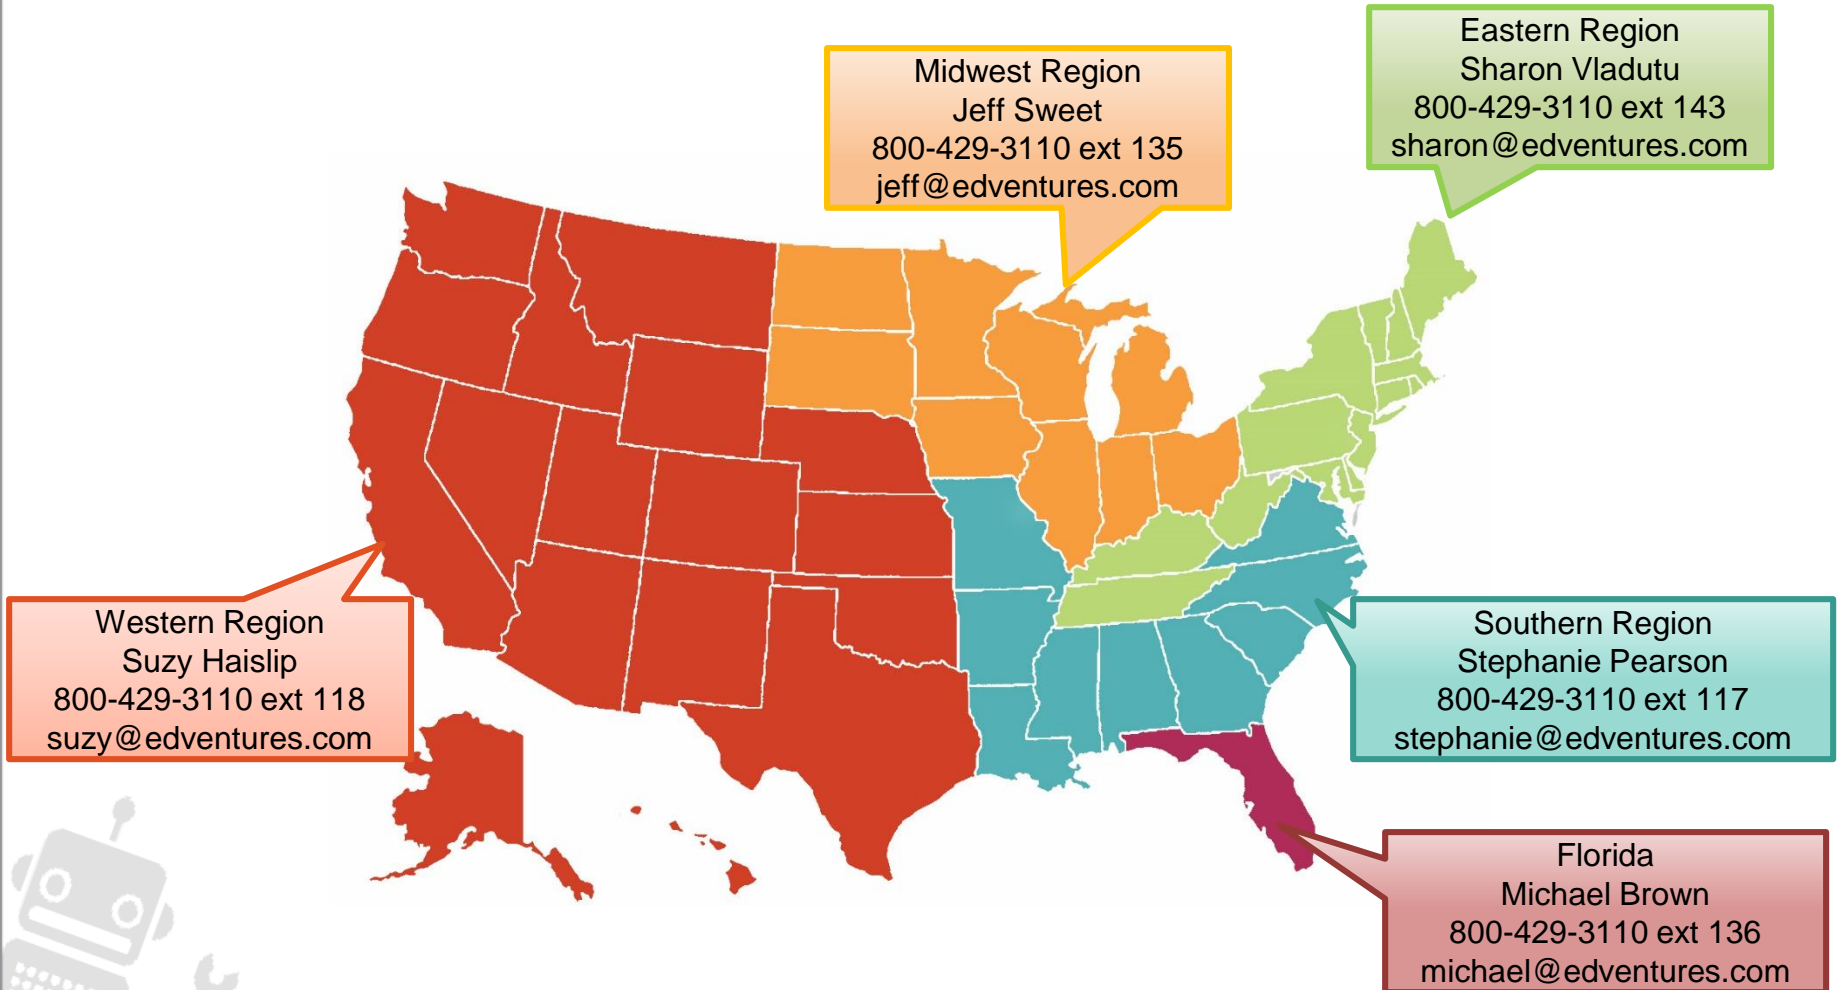 Eastern Region
Sharon Vladutu
800-429-3110 ext 143
sharon@edventures.com
Midwest Region
Jeff Sweet
800-429-3110 ext 135
jeff@edventures.com
Western Region
Suzy Haislip
800-429-3110 ext 118
suzy@edventures.com
Southern Region
Stephanie Pearson
800-429-3110 ext 117
stephanie@edventures.com
Florida
Michael Brown
800-429-3110 ext 136
michael@edventures.com